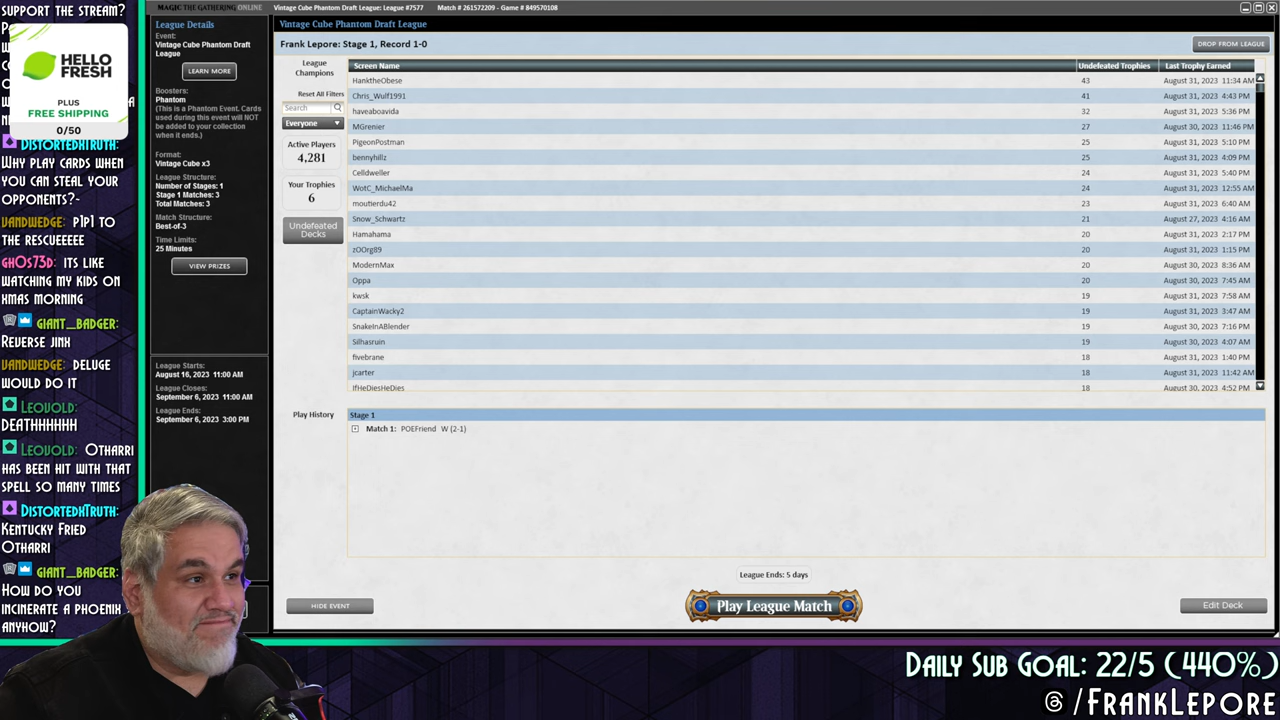 SUPPORT THE STREAM?
HELLO
FRESH
PLUS
FREE SHIPPING
0/50
DISTORTEDHTRUTH:
WHY PLAY CARDS WHEN
YOU CAN STEAL YOUR
OPPONENTS?-
VANDWEDGE: P1P1 TO
THE RESCUEEEEE
GHOS73D: ITS LIKE
WATCHING MY KIDS ON
XMAS MORNING
GIANT_BADGER:
REVERSE JINX
VANDWEDGE: DELUGE
WOULD DO IT
LEOVOLD:
DEATHHHHHH
LEOVOLD: OTHARRI
HAS BEEN HIT WITH THAT
SPELL SO MANY TIMES
DISTORTEDHTRUTH:
KENTUCKY FRIED
OTHARRI
GIANT_BADGER:
HOW DO YOU
INCINERATE A PHOENIX
ANYHOW?
MAGIC THE GATHERING ONLINE
Vintage Cube Phantom Draft League: League #7577
Match # 261572209 - Game # 849570108
League Details
Event:
Vintage Cube Phantom Draft
League
LEARN MORE
Boosters:
Phantom
(This is a Phantom Event. Cards
used during this event will NOT
be added to your collection
when it ends.)
Format:
Vintage Cube x3
League Structure:
Number of Stages: 1
Stage 1 Matches: 3
Total Matches: 3
Match Structure:
Best-of-3
Time Limits:
25 Minutes
VIEW PRIZES
League Starts:
August 16, 2023 11:00 AM
League Closes:
September 6, 2023 11:00 AM
League Ends:
September 6, 2023 3:00 PM
Vintage Cube Phantom Draft League
Frank Lepore: Stage 1, Record 1-0
DROP FROM LEAGUE
League
Champions
Reset All Filters
Search
Everyone
Active Players
4,281
Your Trophies
6
Undefeated
Decks
Screen Name Undefeated Trophies Last Trophy Earned
HanktheObese 43 August 31, 2023 11:34 AM
Chris_Wulf1991 41 August 31, 2023 4:43 PM
haveaboavida 32 August 31, 2023 5:36 PM
MGrenier 27 August 30, 2023 11:46 PM
PigeonPostman 25 August 31, 2023 5:10 PM
bennyhillz 25 August 31, 2023 4:09 PM
Celldweller 24 August 31, 2023 5:40 PM
WotC_MichaelMa 24 August 31, 2023 12:55 AM
moutierdu42 23 August 31, 2023 6:40 AM
Snow_Schwartz 21 August 27, 2023 4:16 AM
Hamahama 20 August 31, 2023 2:17 PM
zOOrg89 20 August 31, 2023 1:15 PM
ModernMax 20 August 30, 2023 8:36 AM
Oppa 20 August 30, 2023 7:45 AM
kwsk 19 August 31, 2023 7:58 AM
CaptainWacky2 19 August 31, 2023 3:47 AM
SnakeInABlender 19 August 30, 2023 7:16 PM
Silhasruin 19 August 30, 2023 4:07 AM
fivebrane 18 August 31, 2023 1:40 PM
jcarter 18 August 31, 2023 11:42 AM
IfHeDiesHeDies 18 August 30, 2023 4:52 PM
Play History
Stage 1
Match 1: POEFriend W (2-1)
League Ends: 5 days
HIDE EVENT
Play League Match
Edit Deck
DAILY SUB GOAL: 22/5 (440%)
/FRANKLEPORE